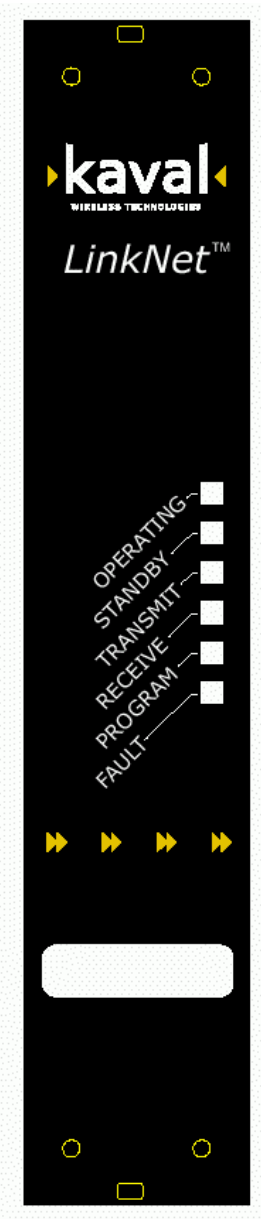 kaval
WIRELESS TECHNOLOGIES
LinkNet™
OPERATING
STANDBY
TRANSMIT
RECEIVE
PROGRAM
FAULT